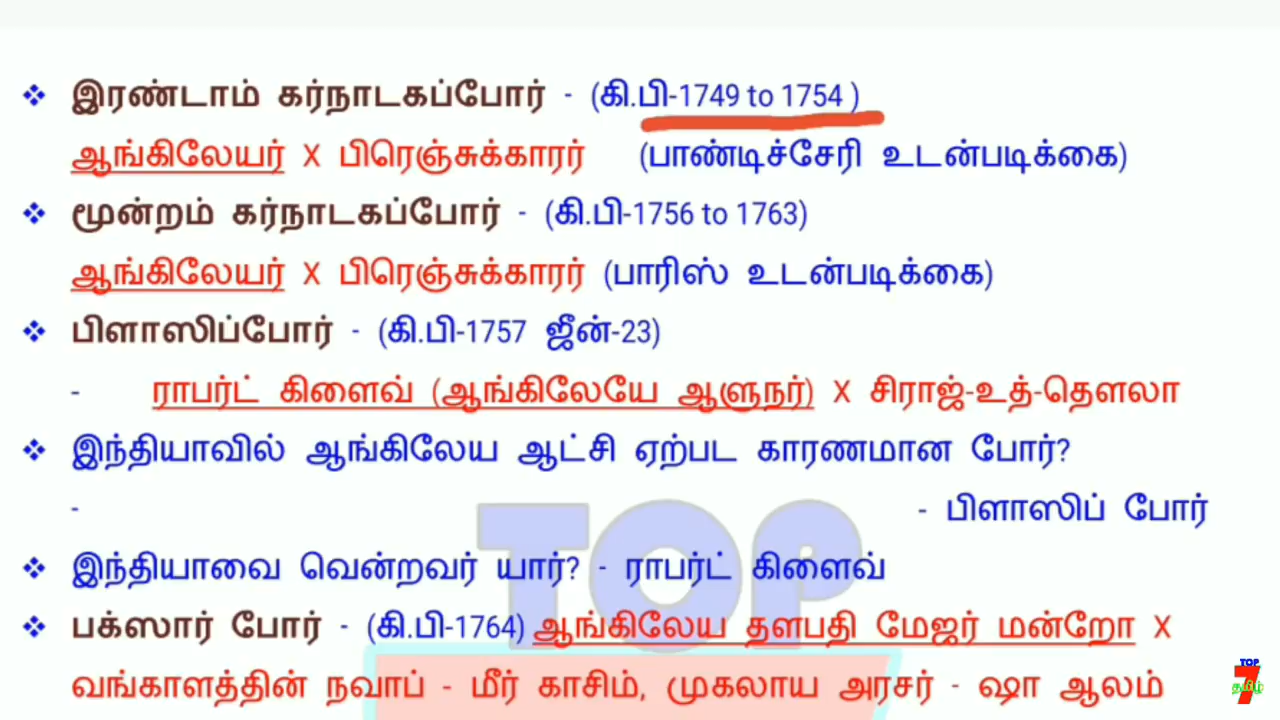 ❖ இரண்டாம் கர்நாடகப்போர் - (கி.பி-1749 to 1754 )
ஆங்கிலேயர் X பிரெஞ்சுக்காரர் (பாண்டிச்சேரி உடன்படிக்கை)
❖ மூன்றம் கர்நாடகப்போர் - (கி.பி-1756 to 1763)
ஆங்கிலேயர் X பிரெஞ்சுக்காரர் (பாரிஸ் உடன்படிக்கை)
❖ பிளாஸிப்போர் - (கி.பி-1757 ஜீன்-23)
- ராபர்ட் கிளைவ் (ஆங்கிலேயே ஆளுநர்) X சிராஜ்-உத்-தௌலா
❖ இந்தியாவில் ஆங்கிலேய ஆட்சி ஏற்பட காரணமான போர்?
- - பிளாஸிப் போர்
❖ இந்தியாவை வென்றவர் யார்? - ராபர்ட் கிளைவ்
❖ பக்ஸார் போர் - (கி.பி-1764) ஆங்கிலேய தளபதி மேஜர் மன்றோ X
வங்காளத்தின் நவாப் - மீர் காசிம், முகலாய அரசர் - ஷா ஆலம்
TOP
TOP
7
தமிழ்